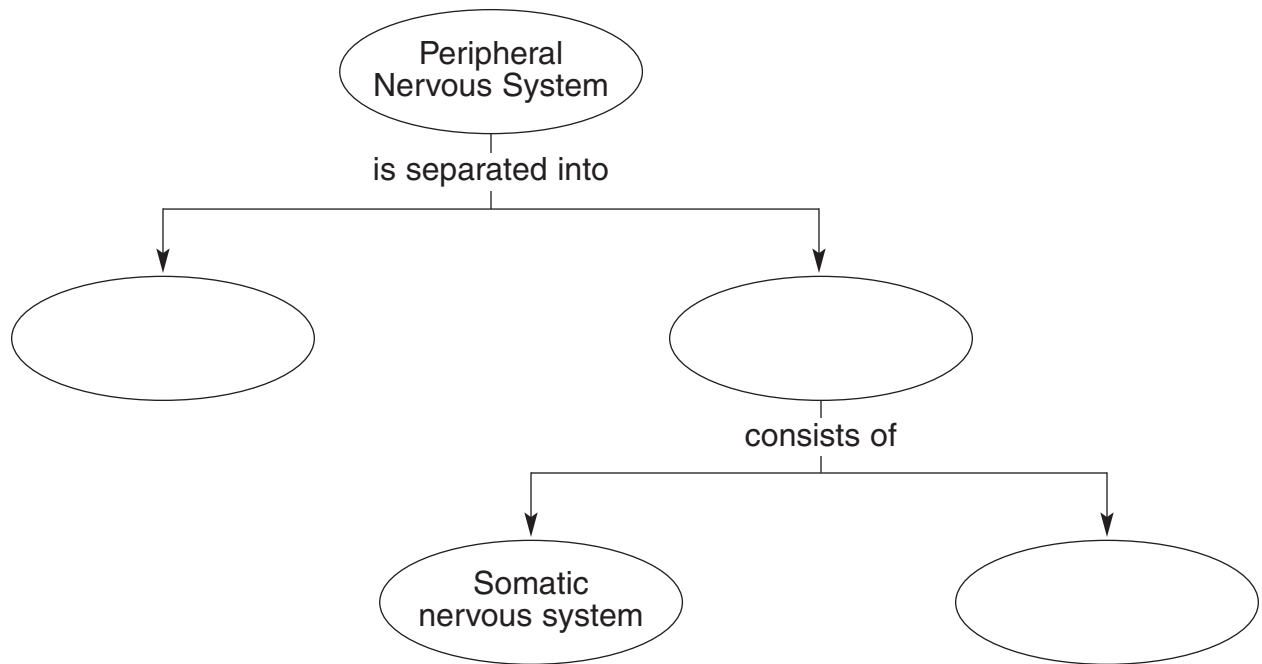 Peripheral
Nervous System
is separated into
consists of
Somatic
nervous system